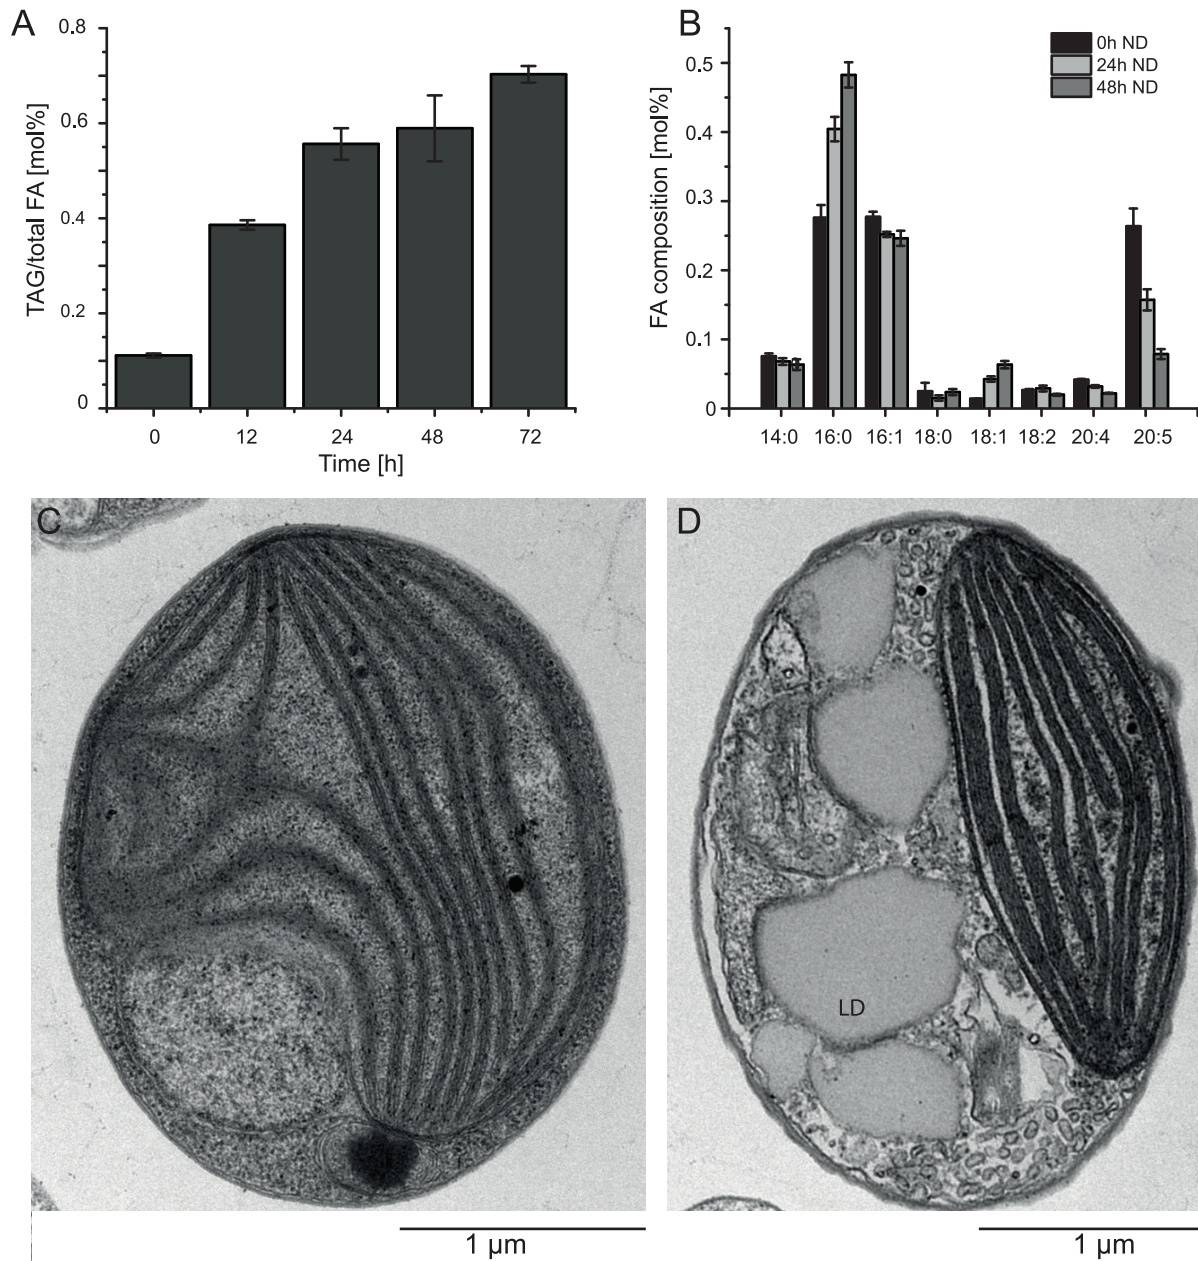 A
TAG/total FA [mol%]
0.8
0.6
0.4
0.2
0
0 12 24 48 72
Time [h]
B
FA composition [mol%]
0.5
0.4
0.3
0.2
0.1
0
0h ND
24h ND
48h ND
14:0 16:0 16:1 18:0 18:1 18:2 20:4 20:5
C
1 µm
D
LD
1 µm